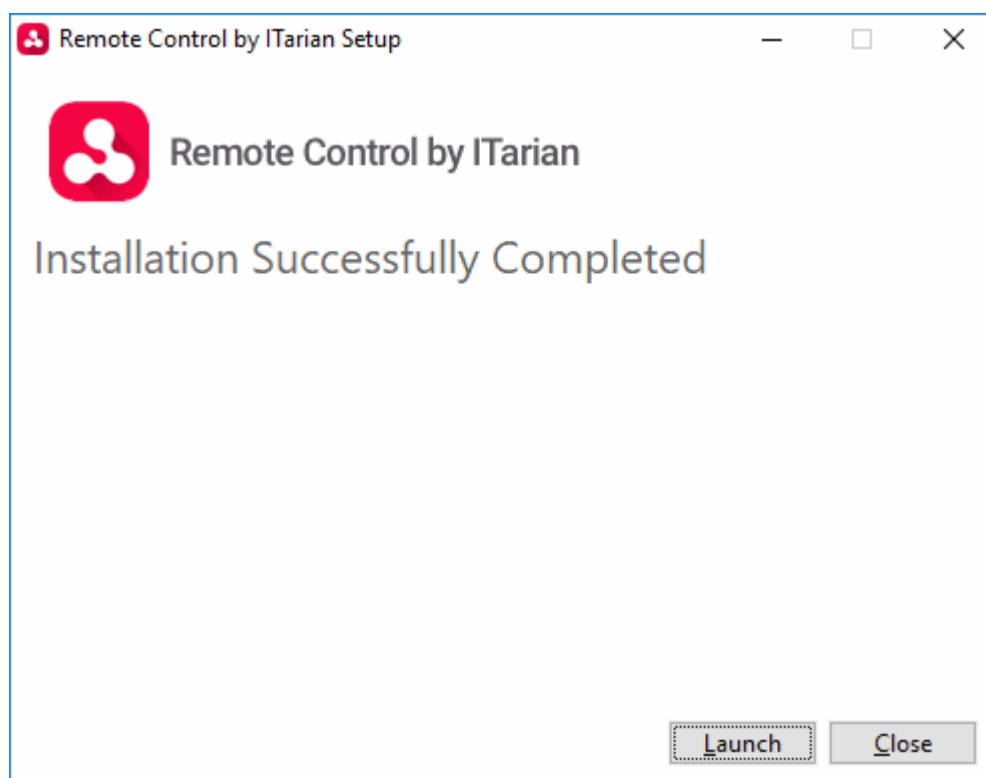 Remote Control by ITarian Setup
Remote Control by ITarian
Installation Successfully Completed
Launch Close